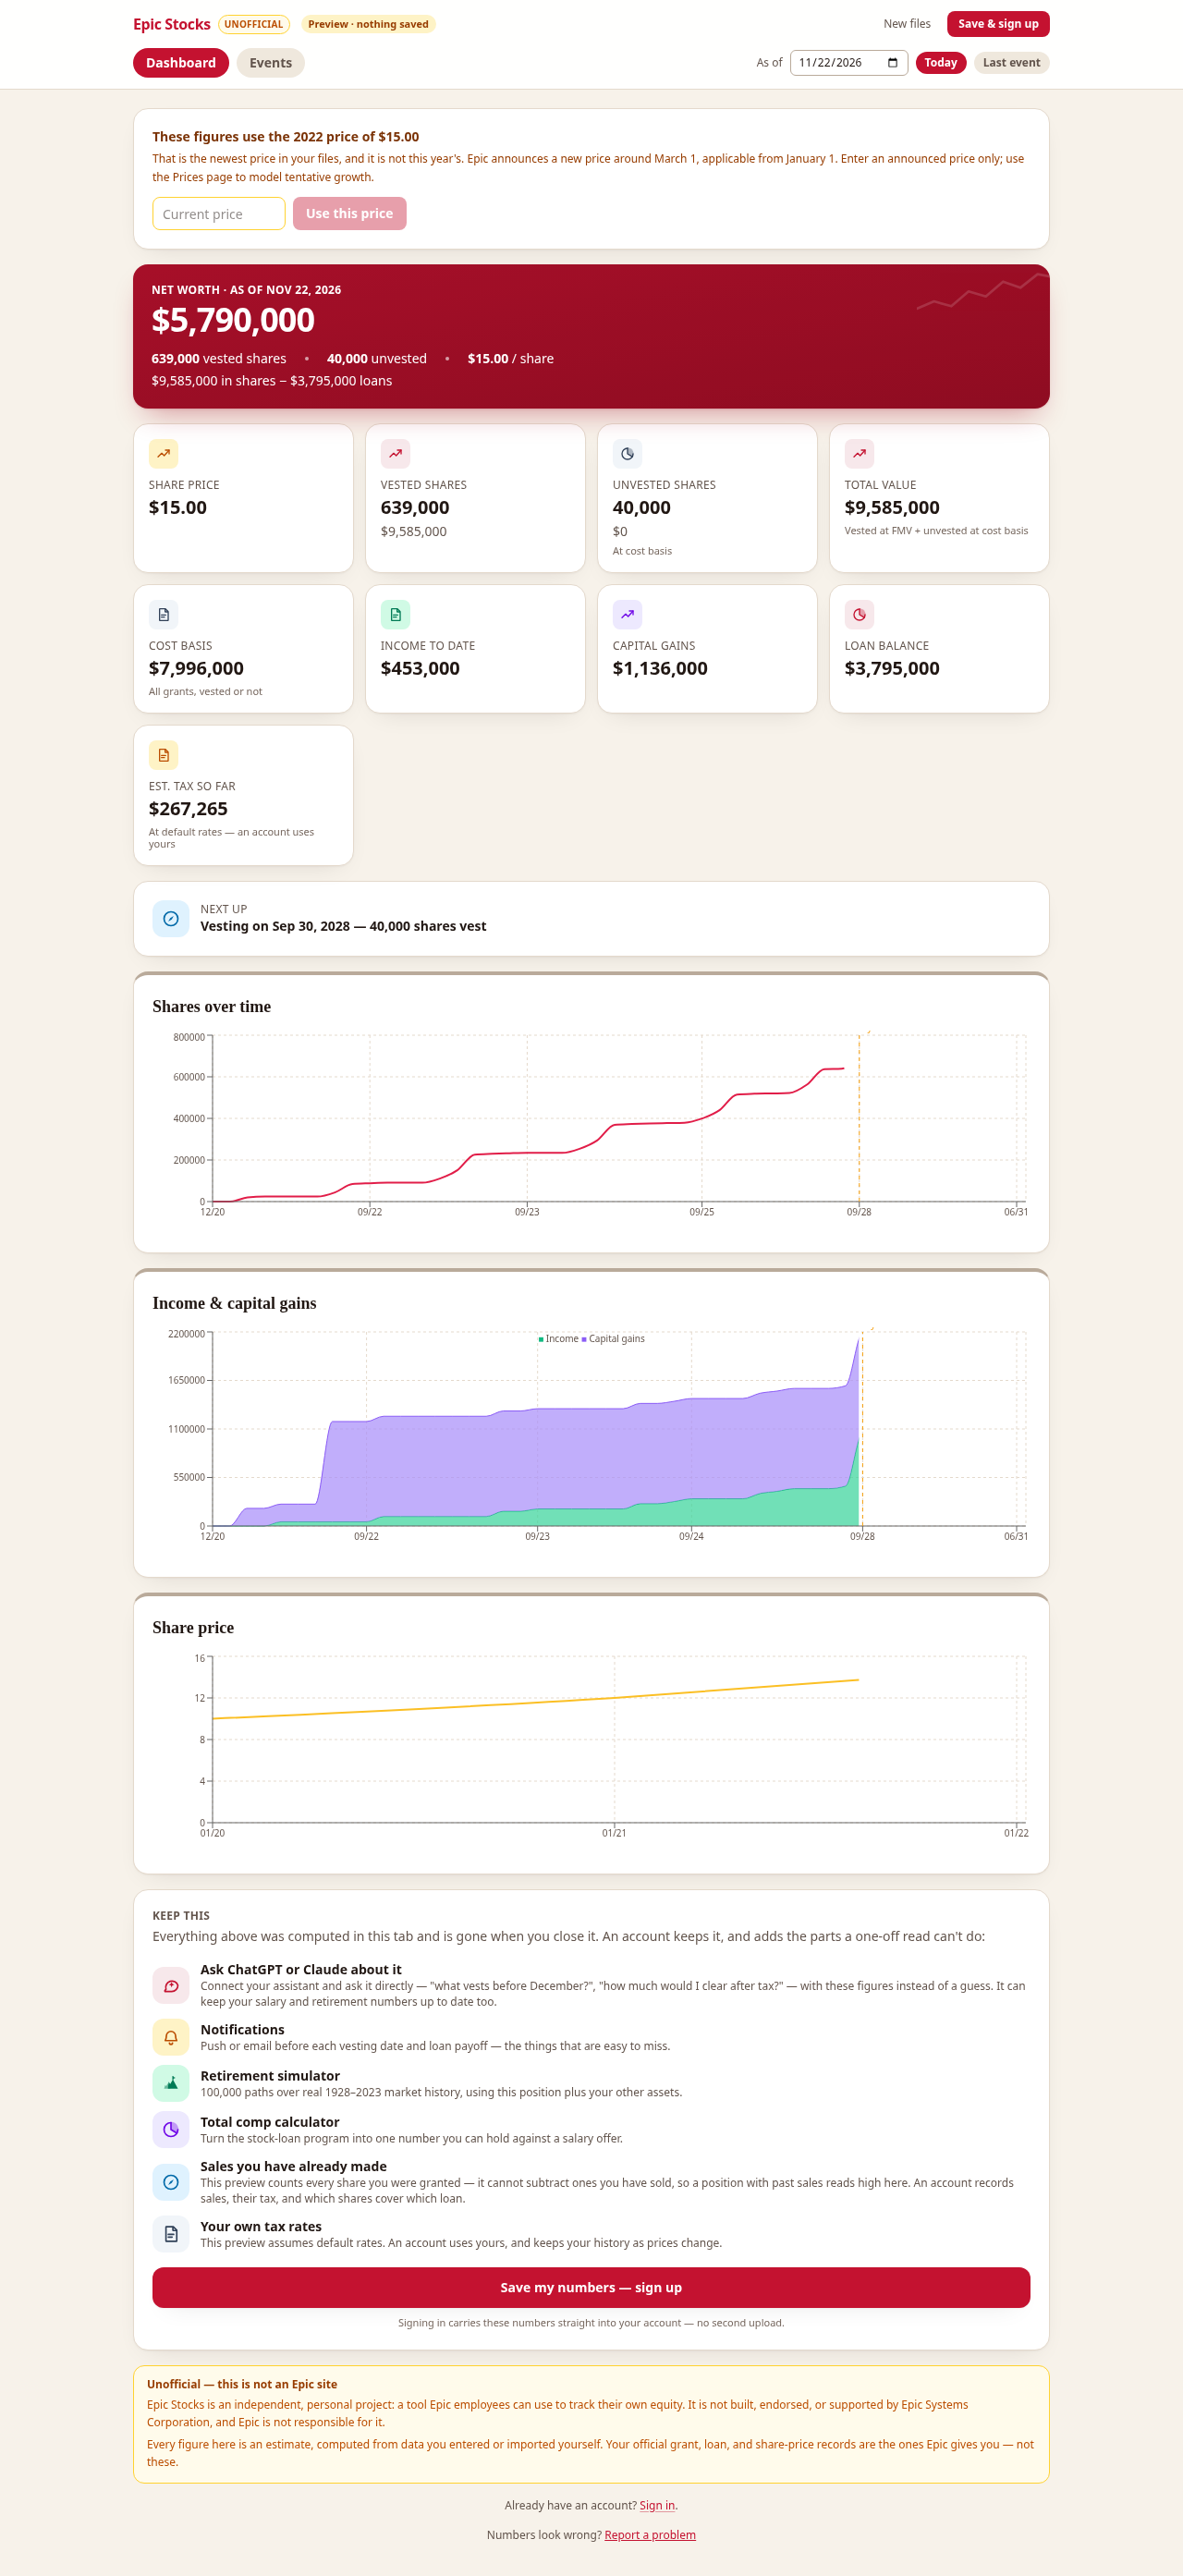 Epic Stocks
UNOFFICIAL
Preview · nothing saved
New files
Save & sign up
Dashboard
Events
As of
11/22/2026
Today
Last event
These figures use the 2022 price of $15.00
That is the newest price in your files, and it is not this year's. Epic announces a new price around March 1, applicable from January 1. Enter an announced price only; use
the Prices page to model tentative growth.
Current price
Use this price
NET WORTH · AS OF NOV 22, 2026
$5,790,000
639,000 vested shares • 40,000 unvested • $15.00 / share
$9,585,000 in shares − $3,795,000 loans
SHARE PRICE
$15.00
VESTED SHARES
639,000
$9,585,000
UNVESTED SHARES
40,000
$0
At cost basis
TOTAL VALUE
$9,585,000
Vested at FMV + unvested at cost basis
COST BASIS
$7,996,000
All grants, vested or not
INCOME TO DATE
$453,000
CAPITAL GAINS
$1,136,000
LOAN BALANCE
$3,795,000
EST. TAX SO FAR
$267,265
At default rates — an account uses
yours
NEXT UP
Vesting on Sep 30, 2028 — 40,000 shares vest
Shares over time
800000
600000
400000
200000
0
12/20 09/22 09/23 09/25 09/28 06/31
Income & capital gains
2200000
Income Capital gains
1650000
1100000
550000
0
12/20 09/22 09/23 09/24 09/28 06/31
Share price
16
12
8
4
0
01/20 01/21 01/22
KEEP THIS
Everything above was computed in this tab and is gone when you close it. An account keeps it, and adds the parts a one-off read can't do:
Ask ChatGPT or Claude about it
Connect your assistant and ask it directly — "what vests before December?", "how much would I clear after tax?" — with these figures instead of a guess. It can
keep your salary and retirement numbers up to date too.
Notifications
Push or email before each vesting date and loan payoff — the things that are easy to miss.
Retirement simulator
100,000 paths over real 1928–2023 market history, using this position plus your other assets.
Total comp calculator
Turn the stock-loan program into one number you can hold against a salary offer.
Sales you have already made
This preview counts every share you were granted — it cannot subtract ones you have sold, so a position with past sales reads high here. An account records
sales, their tax, and which shares cover which loan.
Your own tax rates
This preview assumes default rates. An account uses yours, and keeps your history as prices change.
Save my numbers — sign up
Signing in carries these numbers straight into your account — no second upload.
Unofficial — this is not an Epic site
Epic Stocks is an independent, personal project: a tool Epic employees can use to track their own equity. It is not built, endorsed, or supported by Epic Systems
Corporation, and Epic is not responsible for it.
Every figure here is an estimate, computed from data you entered or imported yourself. Your official grant, loan, and share-price records are the ones Epic gives you — not
these.
Already have an account? Sign in.
Numbers look wrong? Report a problem